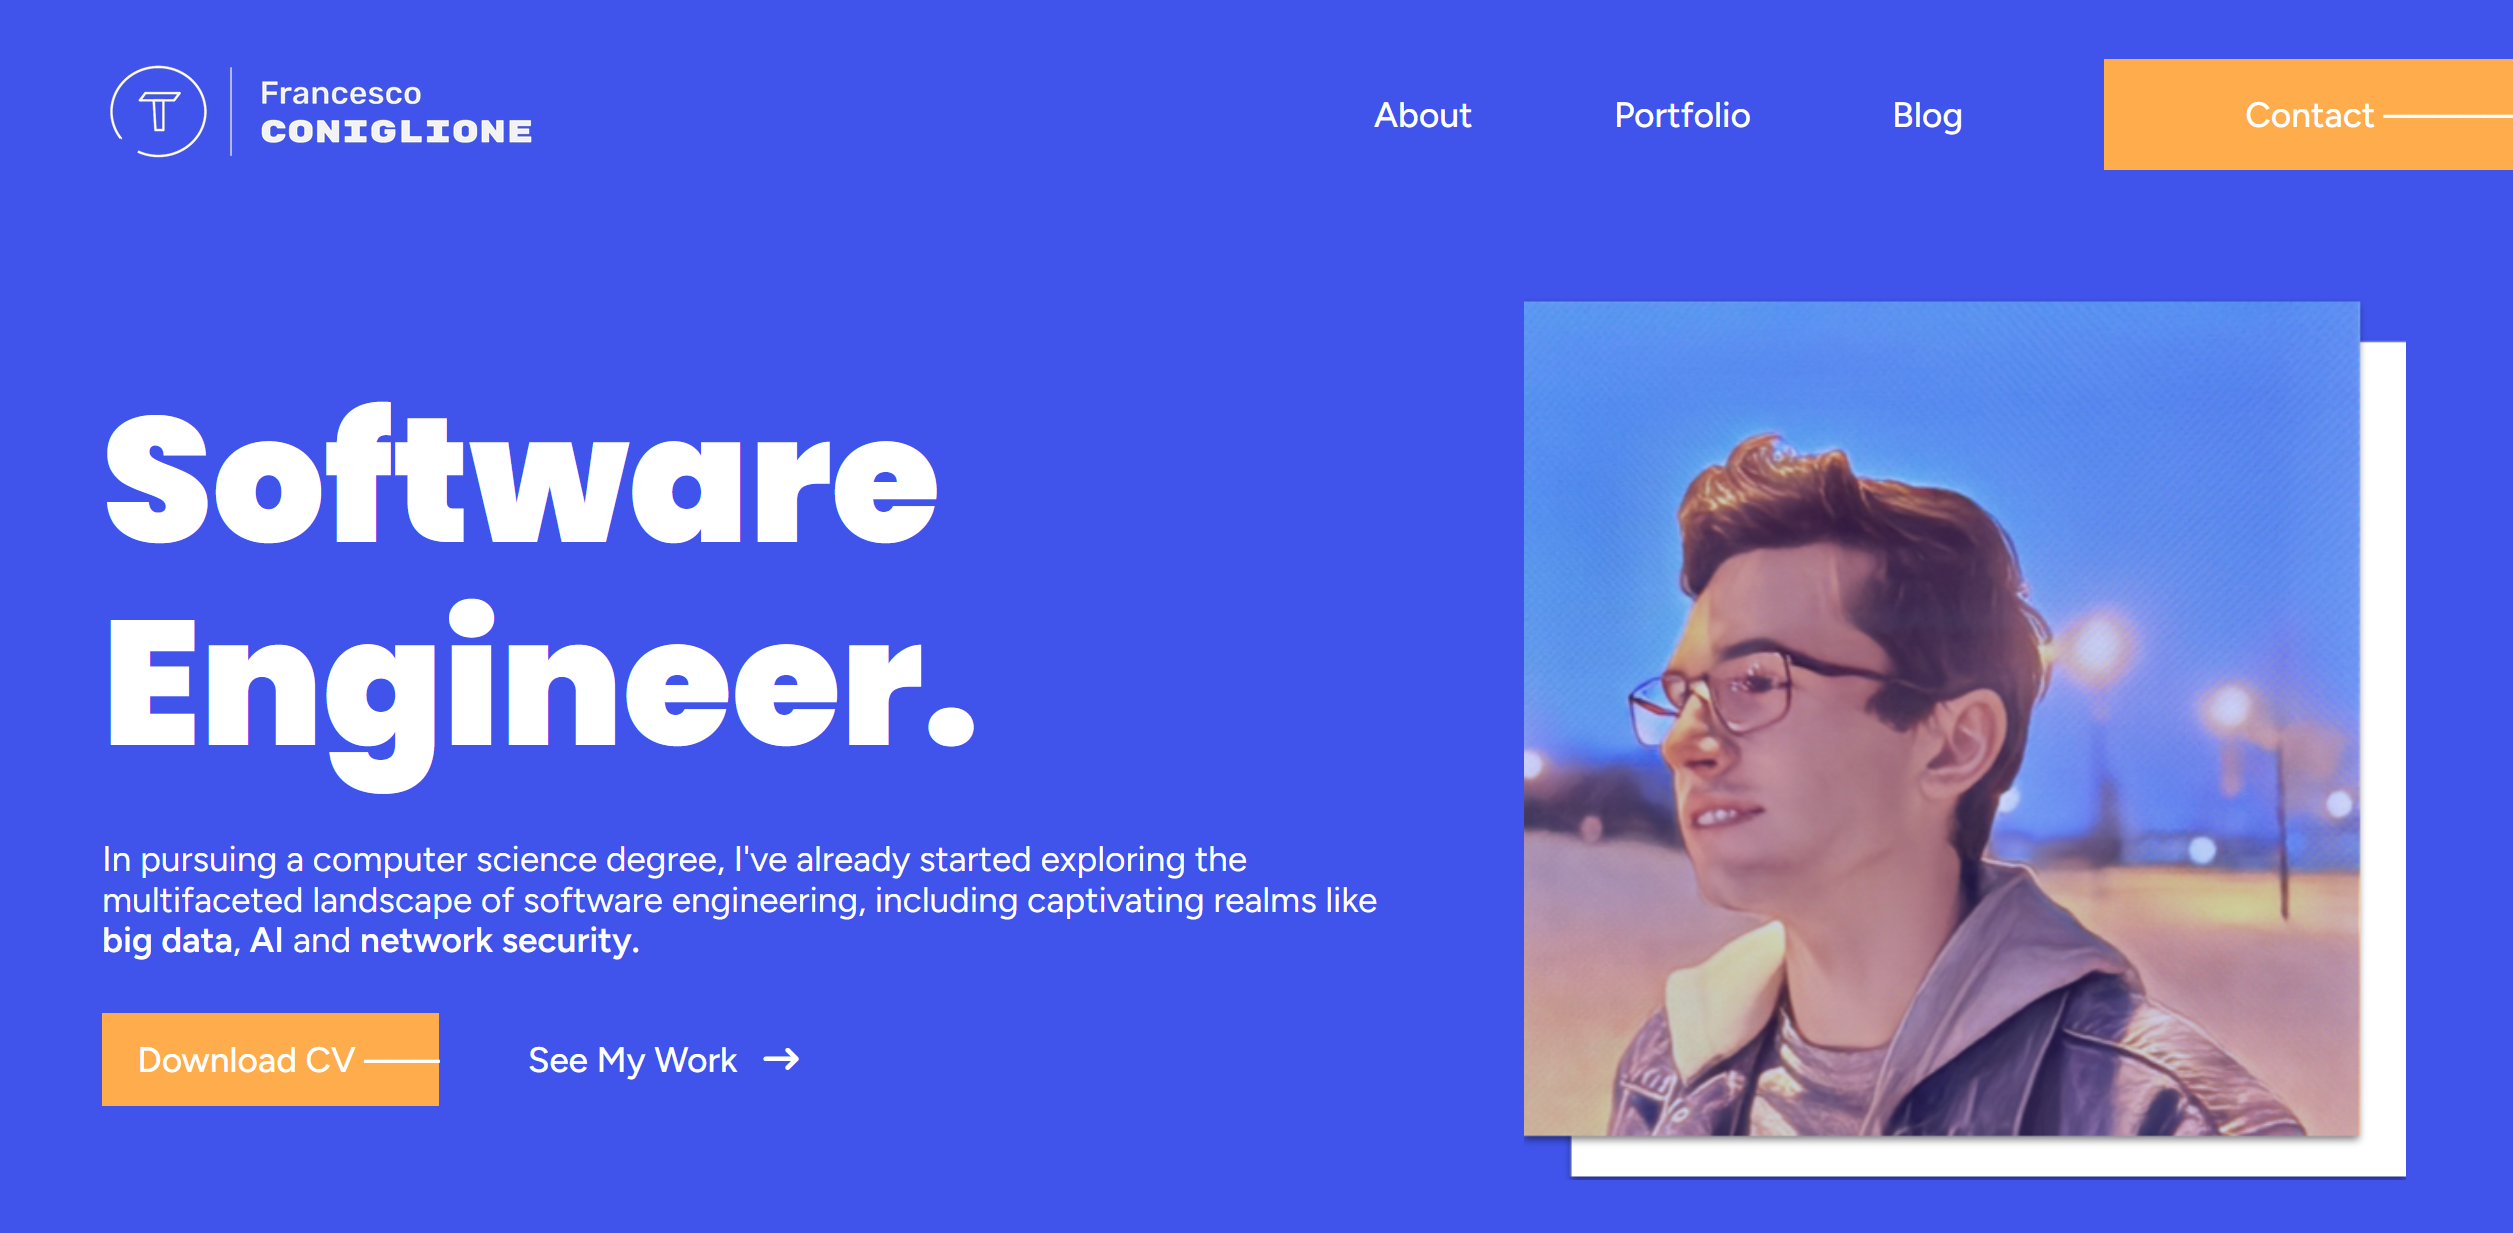 T
Francesco
CONIGLIONE
About
Portfolio
Blog
Contact
Software
Engineer.
In pursuing a computer science degree, I've already started exploring the
multifaceted landscape of software engineering, including captivating realms like
big data, AI and network security.
Download CV
See My Work →